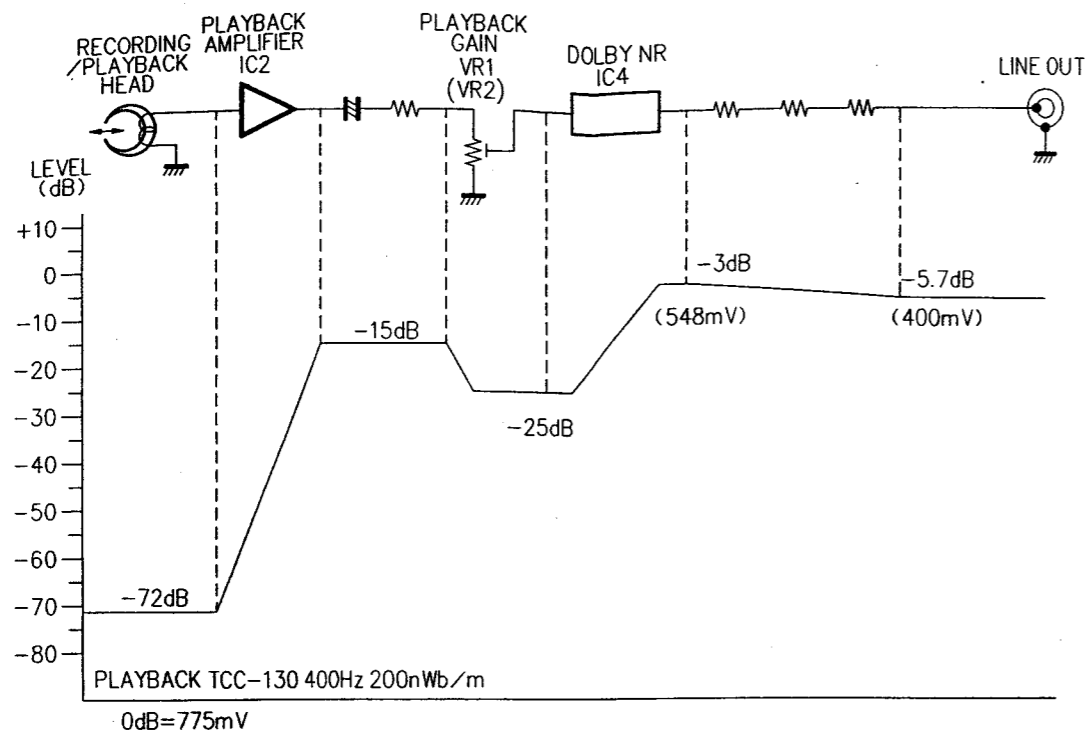 RECORDING
/PLAYBACK
HEAD
PLAYBACK
AMPLIFIER
IC2
PLAYBACK
GAIN
VR1
(VR2)
DOLBY NR
IC4
LINE OUT
LEVEL
(dB)
+10
0
-10
-20
-30
-40
-50
-60
-70
-80
-72dB
-15dB
-25dB
-3dB
(548mV)
-5.7dB
(400mV)
PLAYBACK TCC-130 400Hz 200nWb/m
0dB=775mV